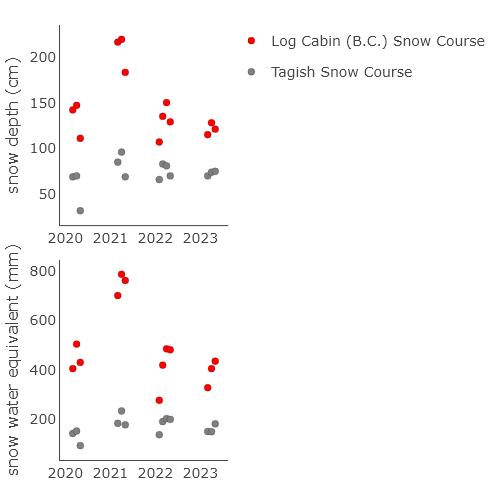 Log Cabin (B.C.) Snow Course
Tagish Snow Course
snow depth (cm)
200
150
100
50
2020 2021 2022 2023
snow water equivalent (mm)
800
600
400
200
2020 2021 2022 2023